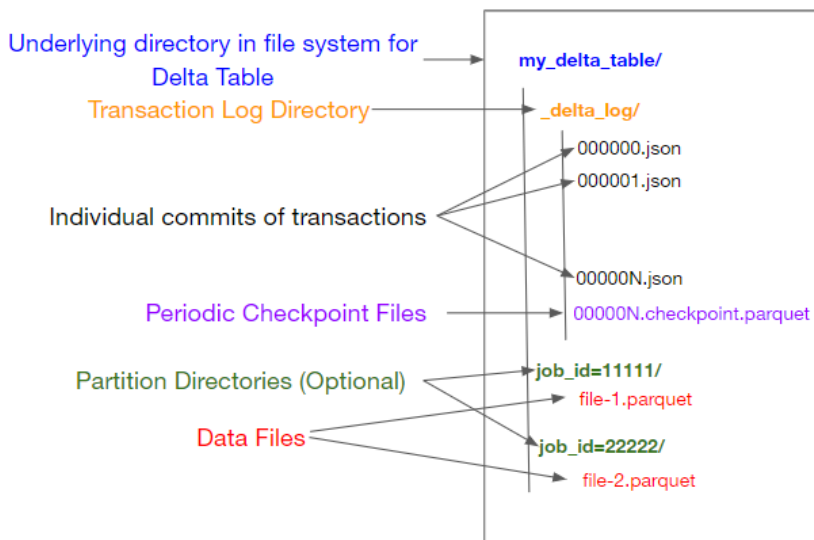 Underlying directory in file system for
Delta Table
my_delta_table/
Transaction Log Directory
_delta_log/
000000.json
000001.json
Individual commits of transactions
00000N.json
Periodic Checkpoint Files
00000N.checkpoint.parquet
Partition Directories (Optional)
job_id=11111/
file-1.parquet
Data Files
job_id=22222/
file-2.parquet